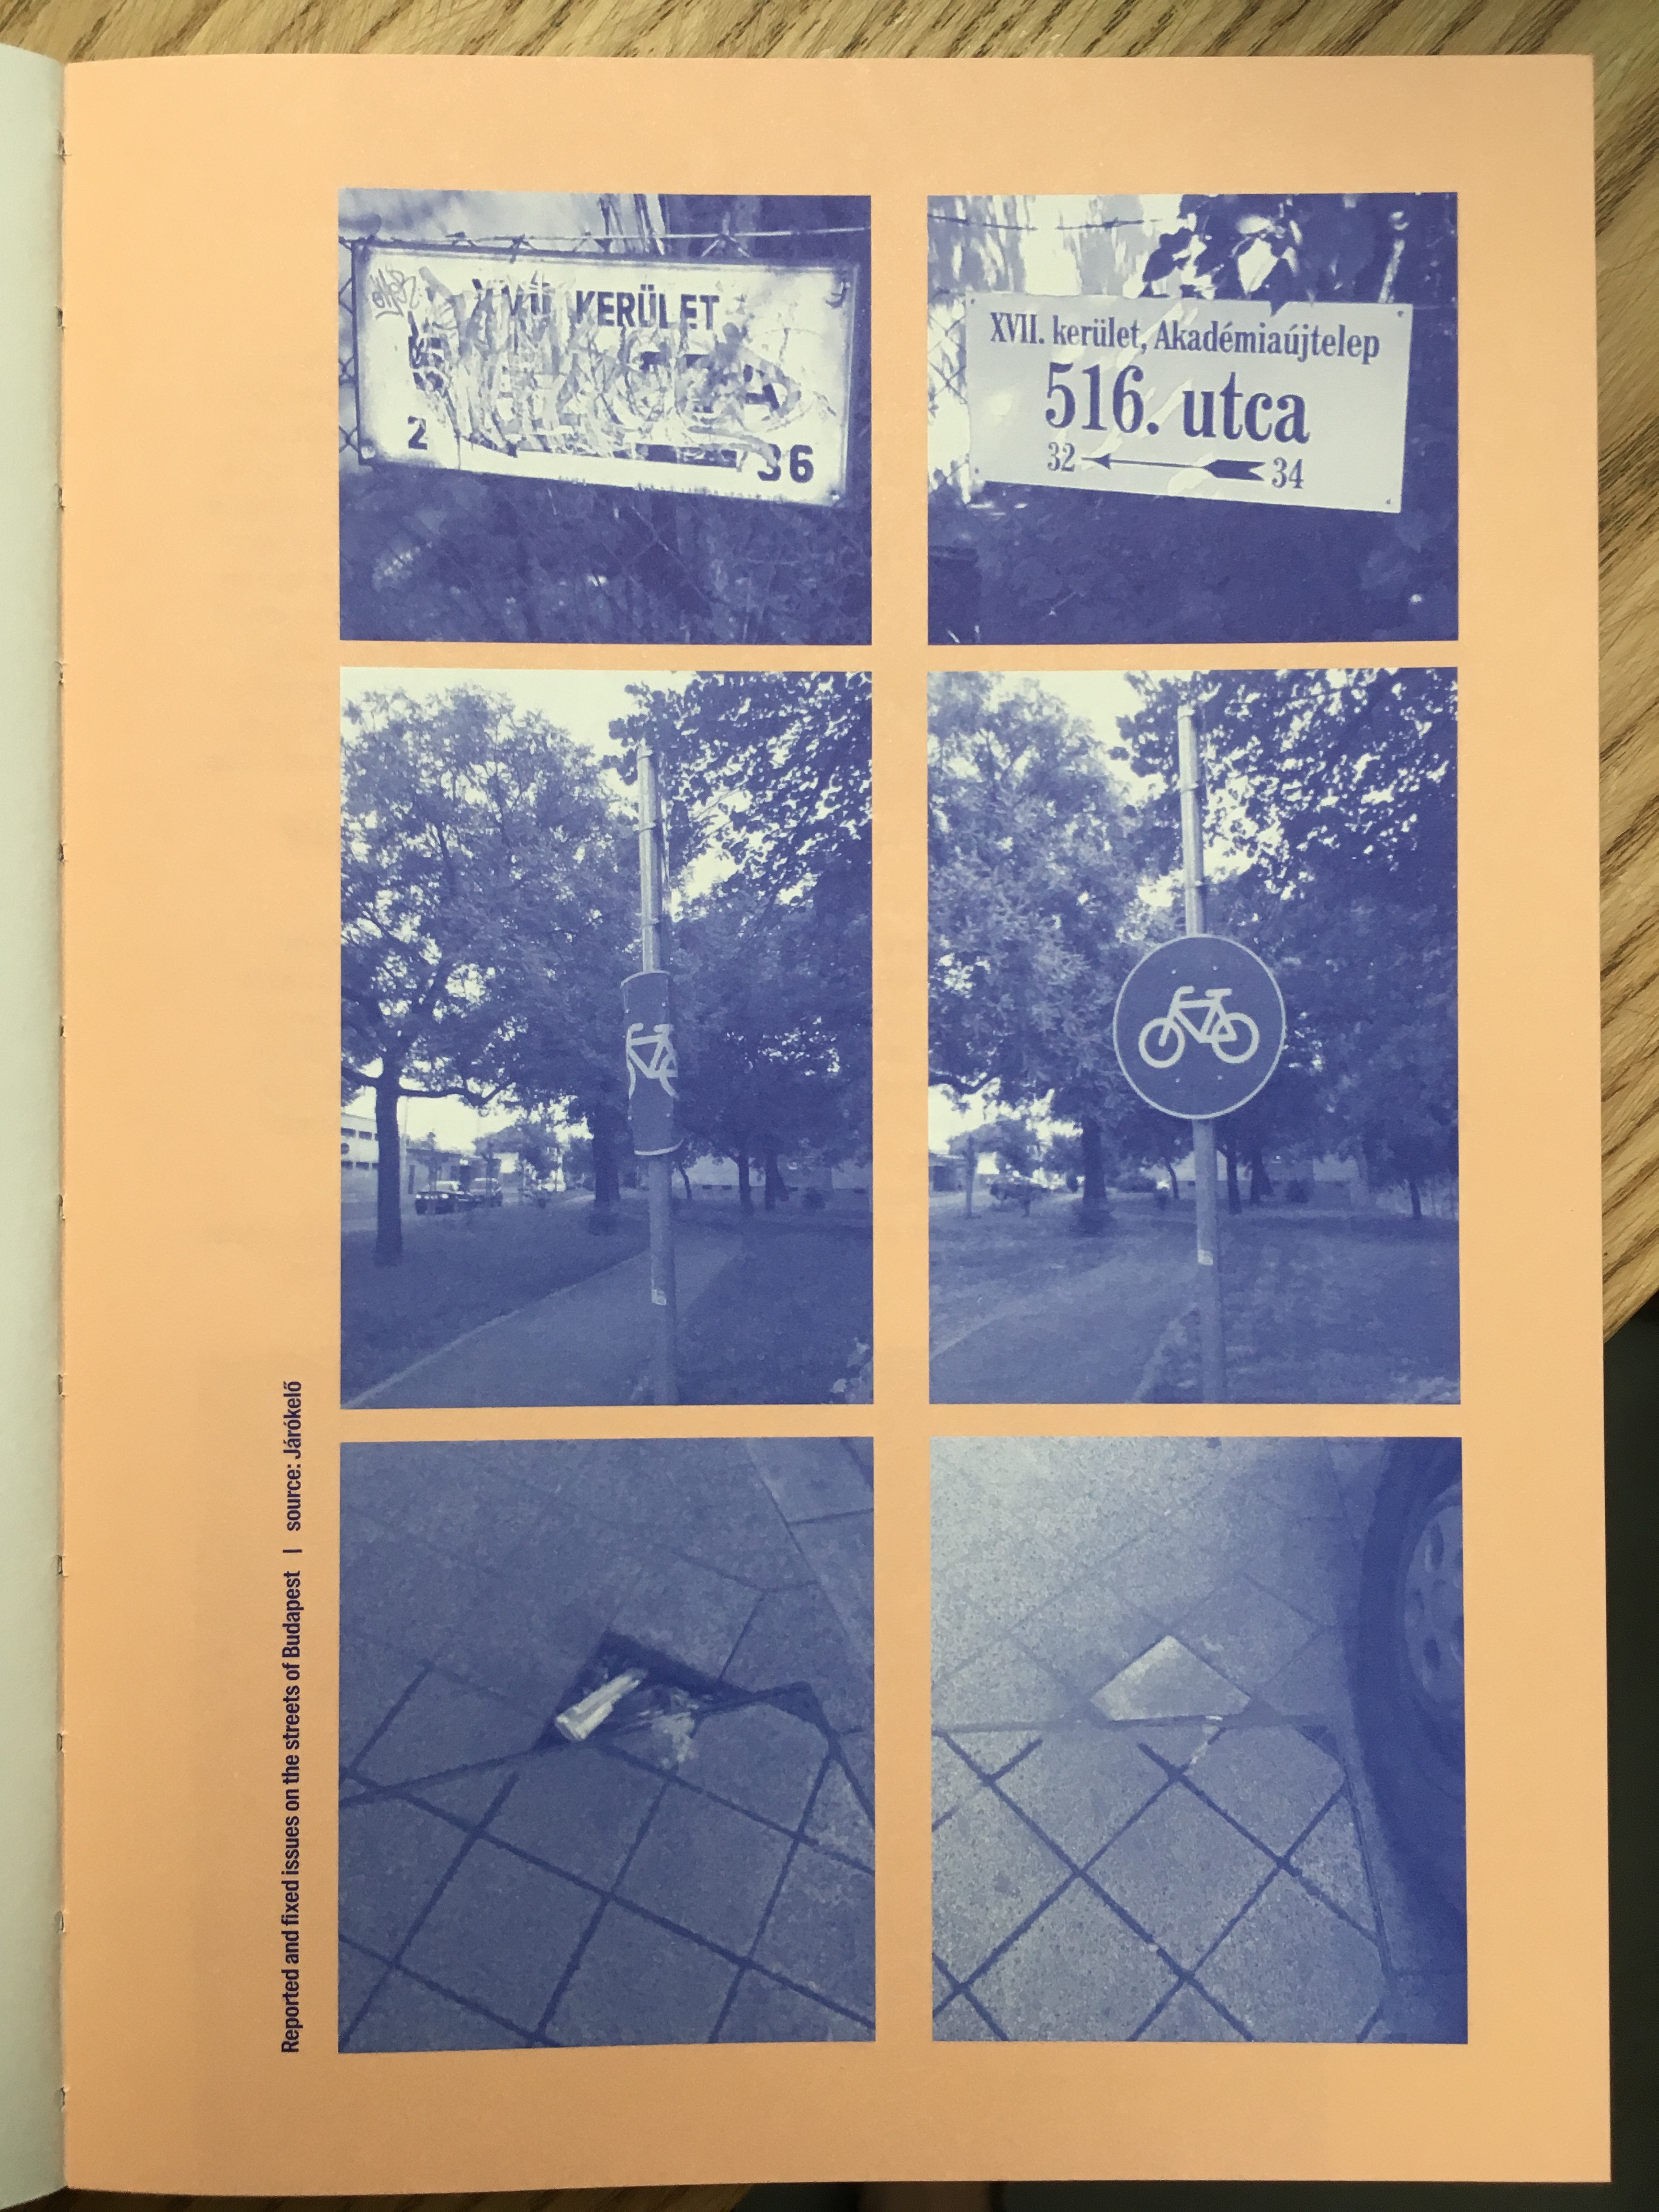 XVII. KERÜLET
2 36
XVII. kerület, Akadémiaújtelep
516. utca
32 34
Reported and fixed issues on the streets of Budapest | source: Járókelő